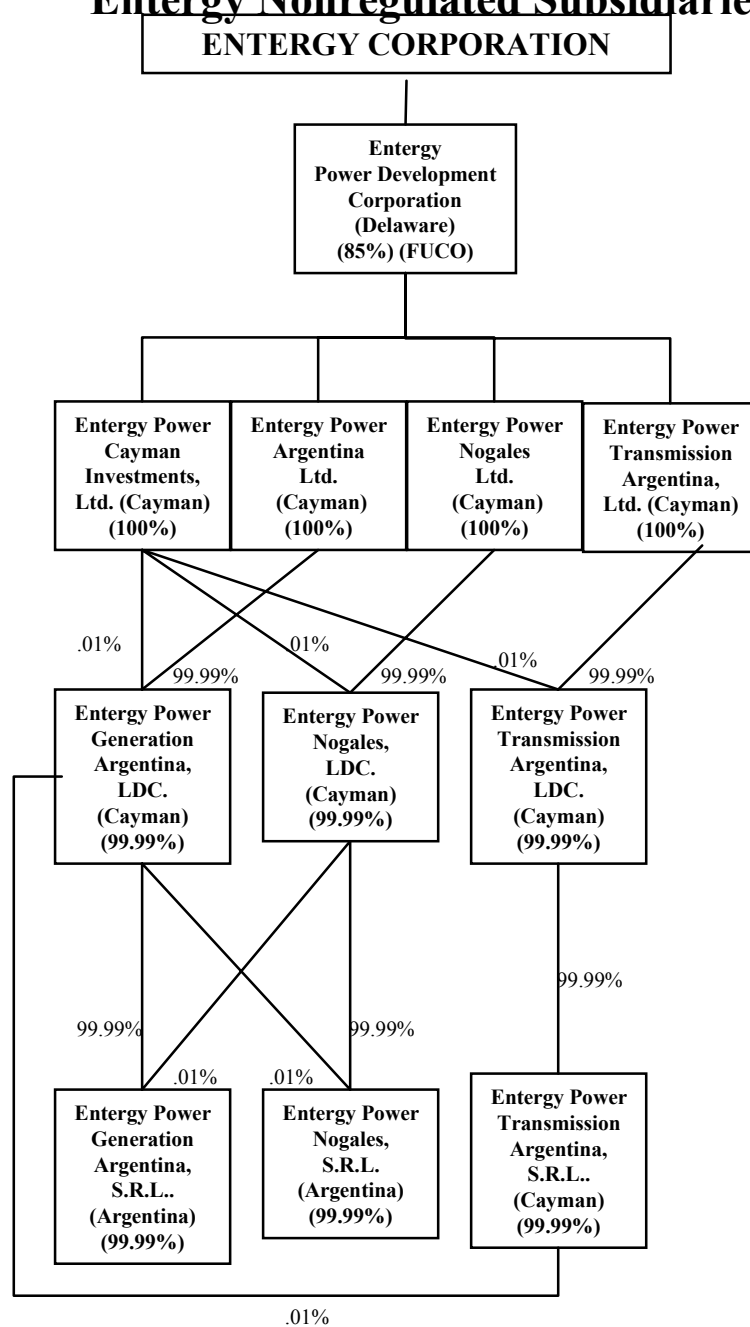 Entergy Nonregulated Subsidiarie
ENTERGY CORPORATION
Entergy
Power Development
Corporation
(Delaware)
(85%) (FUCO)
Entergy Power
Cayman
Investments,
Ltd. (Cayman)
(100%)
Entergy Power
Argentina
Ltd.
(Cayman)
(100%)
Entergy Power
Nogales
Ltd.
(Cayman)
(100%)
Entergy Power
Transmission
Argentina,
Ltd. (Cayman)
(100%)
.01%
99.99%
01%
99.99%
.01%
99.99%
Entergy Power
Generation
Argentina,
LDC.
(Cayman)
(99.99%)
Entergy Power
Nogales,
LDC.
(Cayman)
(99.99%)
Entergy Power
Transmission
Argentina,
LDC.
(Cayman)
(99.99%)
99.99%
.01%
.01%
99.99%
99.99%
Entergy Power
Generation
Argentina,
S.R.L..
(Argentina)
(99.99%)
Entergy Power
Nogales,
S.R.L.
(Argentina)
(99.99%)
Entergy Power
Transmission
Argentina,
S.R.L..
(Cayman)
(99.99%)
.01%